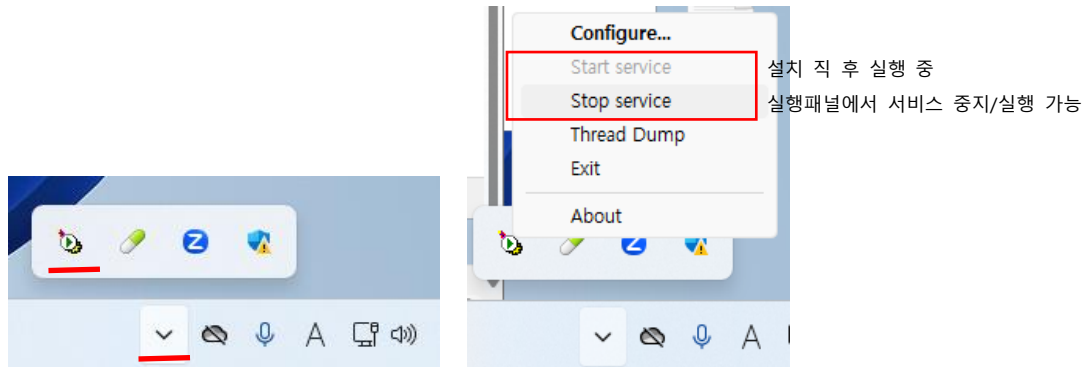 Configure...
Start service
설치 직 후 실행 중
Stop service
실행패널에서 서비스 중지/실행 가능
Thread Dump
Exit
About
Z
Z
A
A